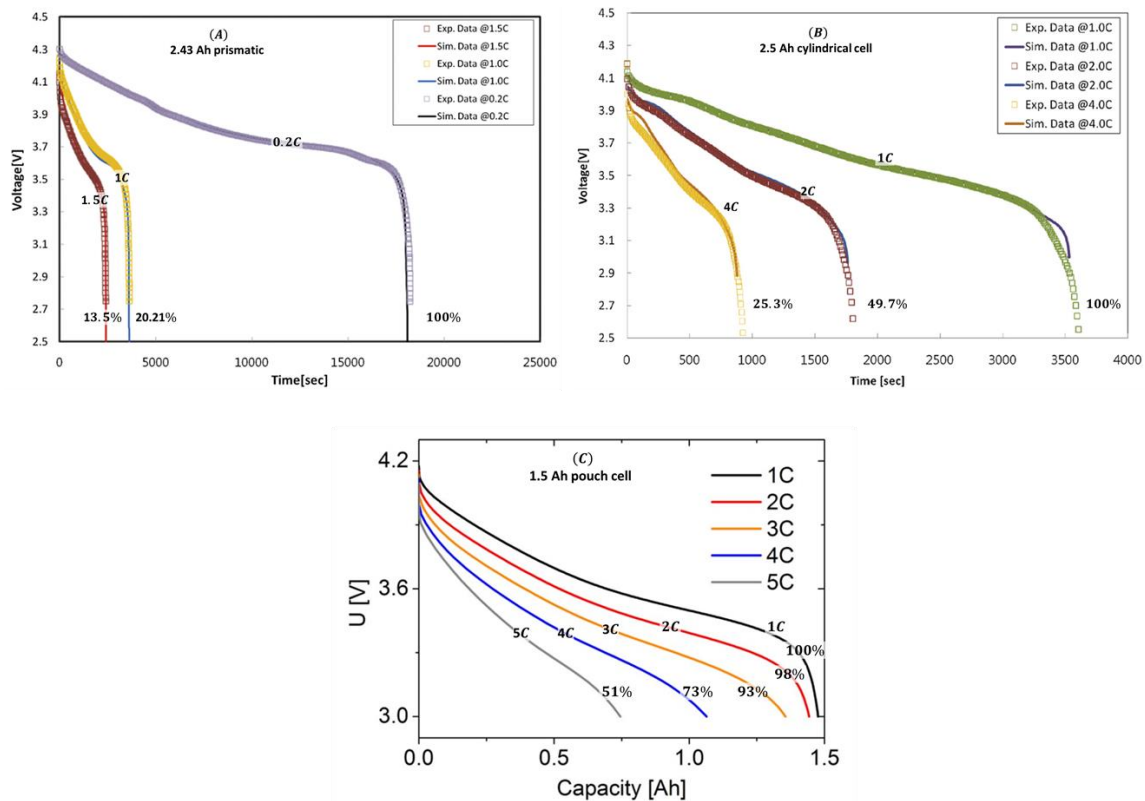 (A)
2.43 Ah prismatic
Exp. Data @1.5C
Sim. Data @1.5C
Exp. Data @1.0C
Sim. Data @1.0C
Exp. Data @0.2C
Sim. Data @0.2C
4.5
4.3
4.1
3.9
3.7
3.5
3.3
3.1
2.9
2.7
2.5
Voltage[V]
0.2C
1C
1.5C
13.5%
20.21%
100%
0
5000
10000
15000
20000
25000
Time[sec]
(B)
2.5 Ah cylindrical cell
Exp. Data @1.0C
Sim. Data @1.0C
Exp. Data @2.0C
Sim. Data @2.0C
Exp. Data @4.0C
Sim. Data @4.0C
4.5
4.3
4.1
3.9
3.7
3.5
3.3
3.1
2.9
2.7
2.5
Voltage[V]
1C
2C
4C
25.3%
49.7%
100%
0
500
1000
1500
2000
2500
3000
3500
4000
Time [sec]
(C)
1.5 Ah pouch cell
1C
2C
3C
4C
5C
4.2
3.6
3.0
U [V]
5C
4C
3C
2C
1C
100%
98%
51%
73%
93%
0.0
0.5
1.0
1.5
Capacity [Ah]